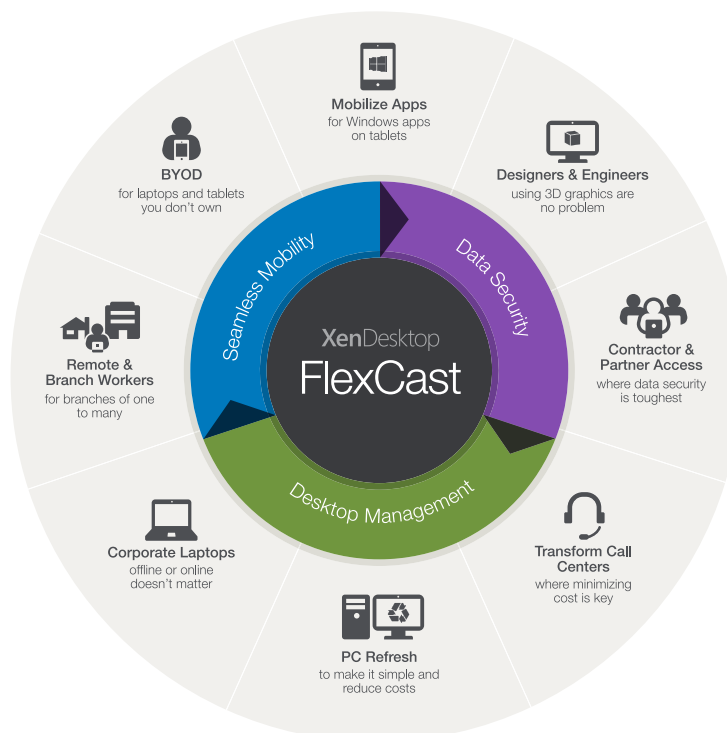 Mobilize Apps
for Windows apps
on tablets
Designers & Engineers
using 3D graphics are
no problem
Contractor &
Partner Access
where data security
is toughest
Transform Call
Centers
where minimizing
cost is key
PC Refresh
to make it simple and
reduce costs
Corporate Laptops
offline or online
doesn't matter
Remote &
Branch Workers
for branches of one
to many
BYOD
for laptops and tablets
you don't own
Seamless Mobility
Data Security
Desktop Management
XenDesktop
FlexCast